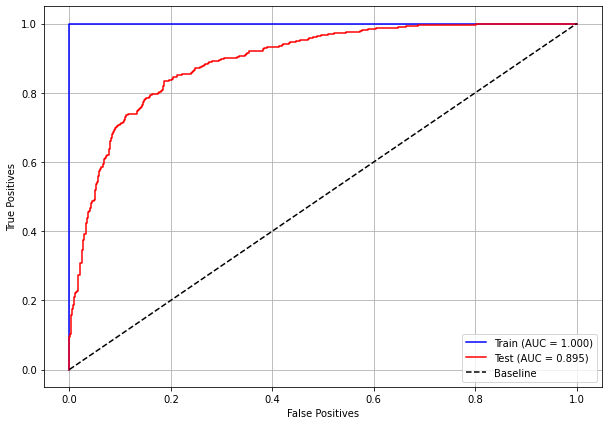 1.0
0.8
0.6
0.4
0.2
0.0
True Positives
Train (AUC = 1.000)
Test (AUC = 0.895)
Baseline
0.0 0.2 0.4 0.6 0.8 1.0
False Positives